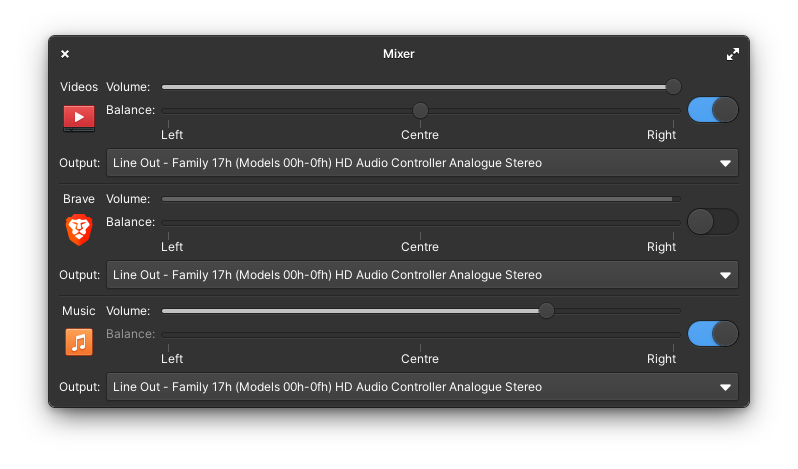 Mixer
Videos Volume:
Balance:
Left Centre Right
Output: Line Out - Family 17h (Models 00h-0fh) HD Audio Controller Analogue Stereo
Brave Volume:
Balance:
Left Centre Right
Output: Line Out - Family 17h (Models 00h-0fh) HD Audio Controller Analogue Stereo
Music Volume:
Balance:
Left Centre Right
Output: Line Out - Family 17h (Models 00h-0fh) HD Audio Controller Analogue Stereo